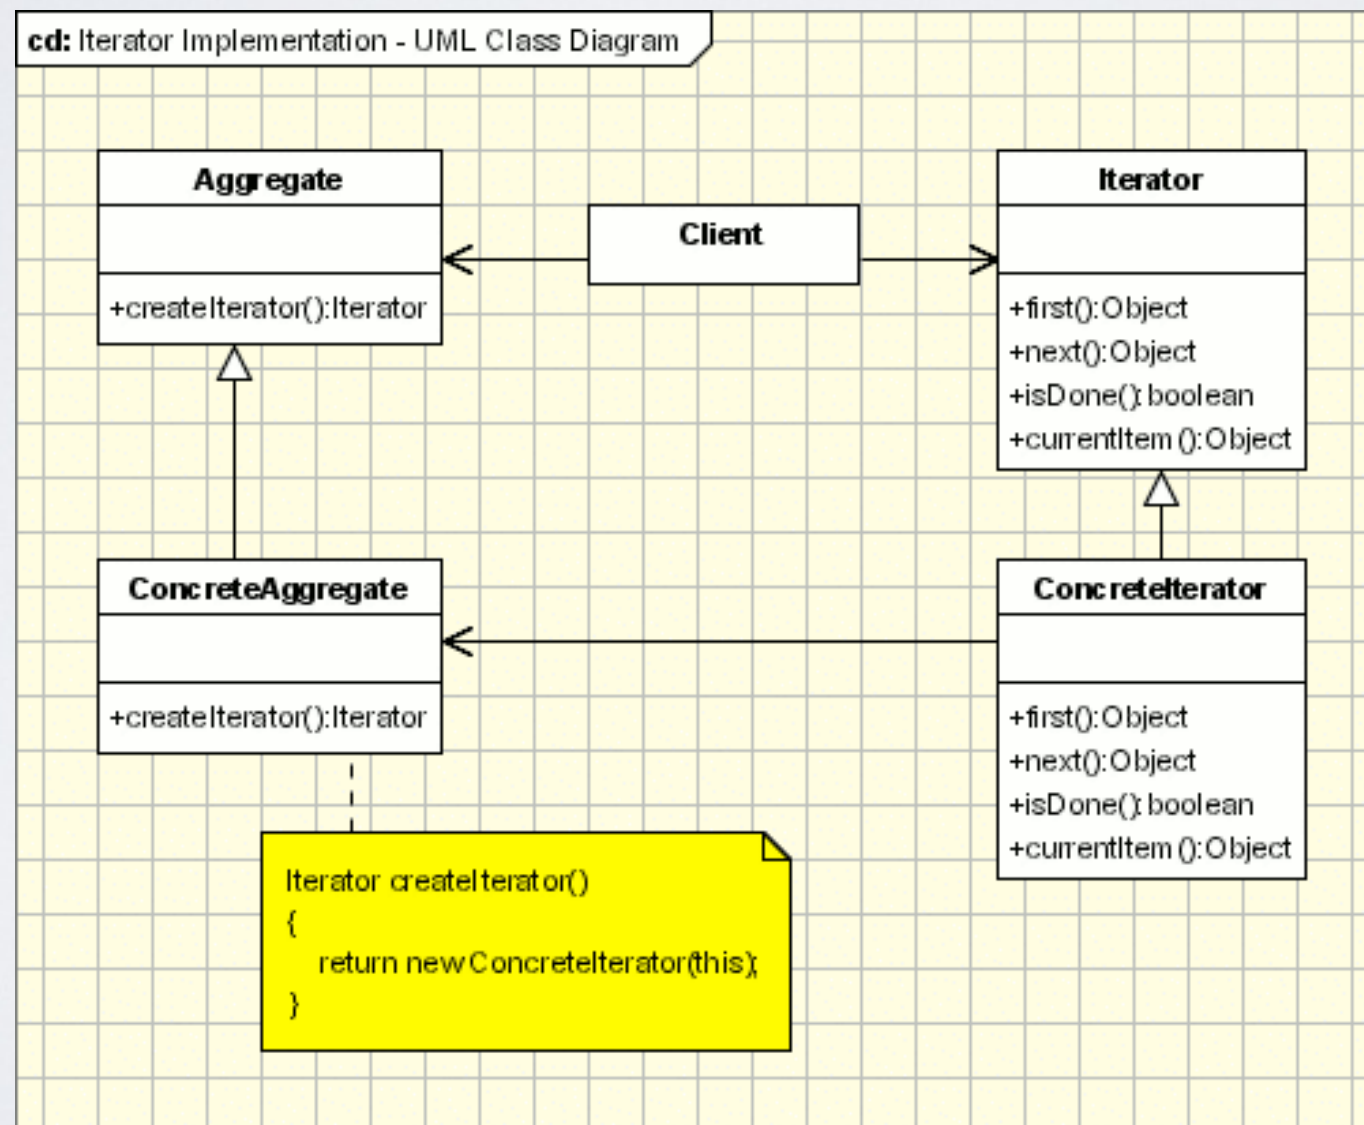 cd: Iterator Implementation - UML Class Diagram
Aggregate
+createIterator():Iterator
Client
Iterator
+first():Object
+next():Object
+isDone():boolean
+currentItem():Object
ConcreteAggregate
+createIterator():Iterator
ConcreteIterator
+first():Object
+next():Object
+isDone():boolean
+currentItem():Object
Iterator createIterator()
{
return new ConcreteIterator(this);
}